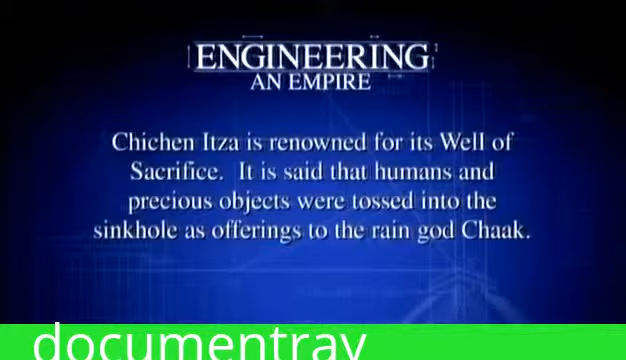 ENGINEERING
AN EMPIRE
Chichen Itza is renowned for its Well of
Sacrifice. It is said that humans and
precious objects were tossed into the
sinkhole as offerings to the rain god Chaak.
documentray